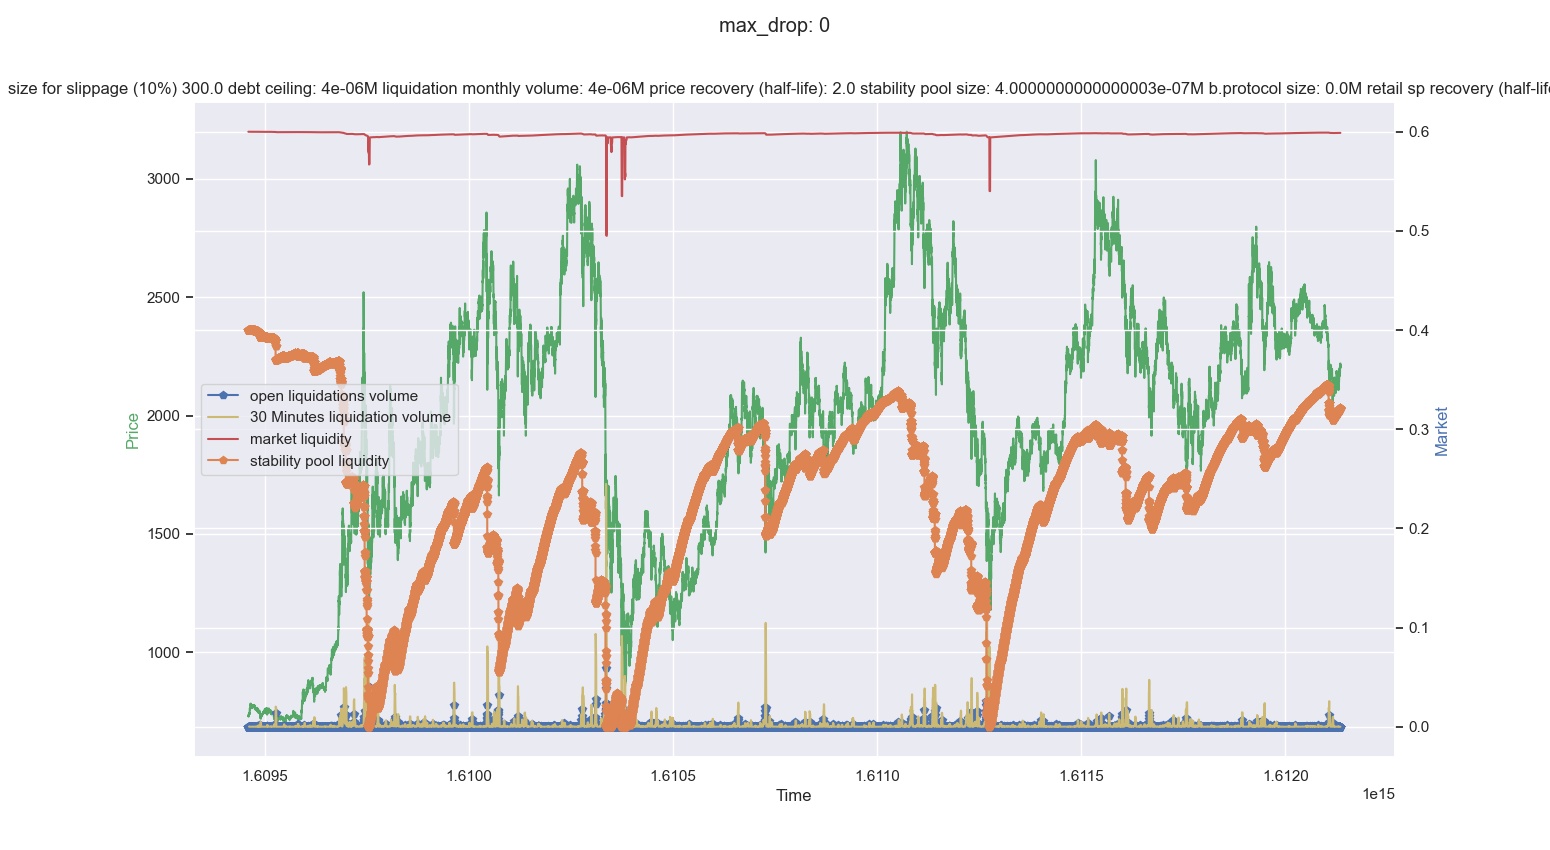 max_drop: 0
size for slippage (10%) 300.0 debt ceiling: 4e-06M liquidation monthly volume: 4e-06M price recovery (half-life): 2.0 stability pool size: 4.0000000000000003e-07M b.protocol size: 0.0M retail sp recovery (half-life
3000
2500
2000
1500
1000
Price
open liquidations volume
30 Minutes liquidation volume
market liquidity
stability pool liquidity
0.6
0.5
0.4
0.3
0.2
0.1
0.0
Market
1.6095 1.6100 1.6105 1.6110 1.6115 1.6120
Time
1e15